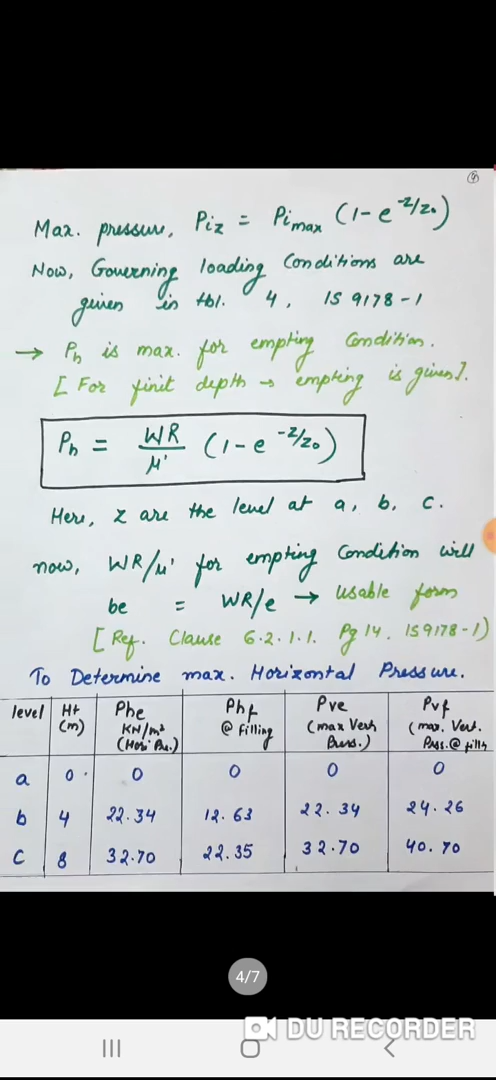 ④
Max. pressure, Piz = Pimax (1-e^-z/z₀)
Now, Governing loading Conditions are
given in tbl. 4, IS 9178-1
→ Ph is max. for empting Condition.
[For finit depth → empting is given].
Ph = WR/μ' (1-e^-z/z₀)
Here, z are the level at a, b, c.
now, WR/μ' for empting Condition will
be = WR/e → usable form
[Ref. Clause 6.2.1.1. Pg 14. IS9178-1)
To Determine max. Horizontal Pressure.
level Ht (m) Phe KN/m² (Hori Pr.) Phf @ filling Pve (max Verti Press.) Pvf (max. Vert. Pass. @ filln
a 0. 0 0 0 0
b 4 22.34 12.63 22.34 24.26
c 8 32.70 22.35 32.70 40.70
4/7
DU RECORDER